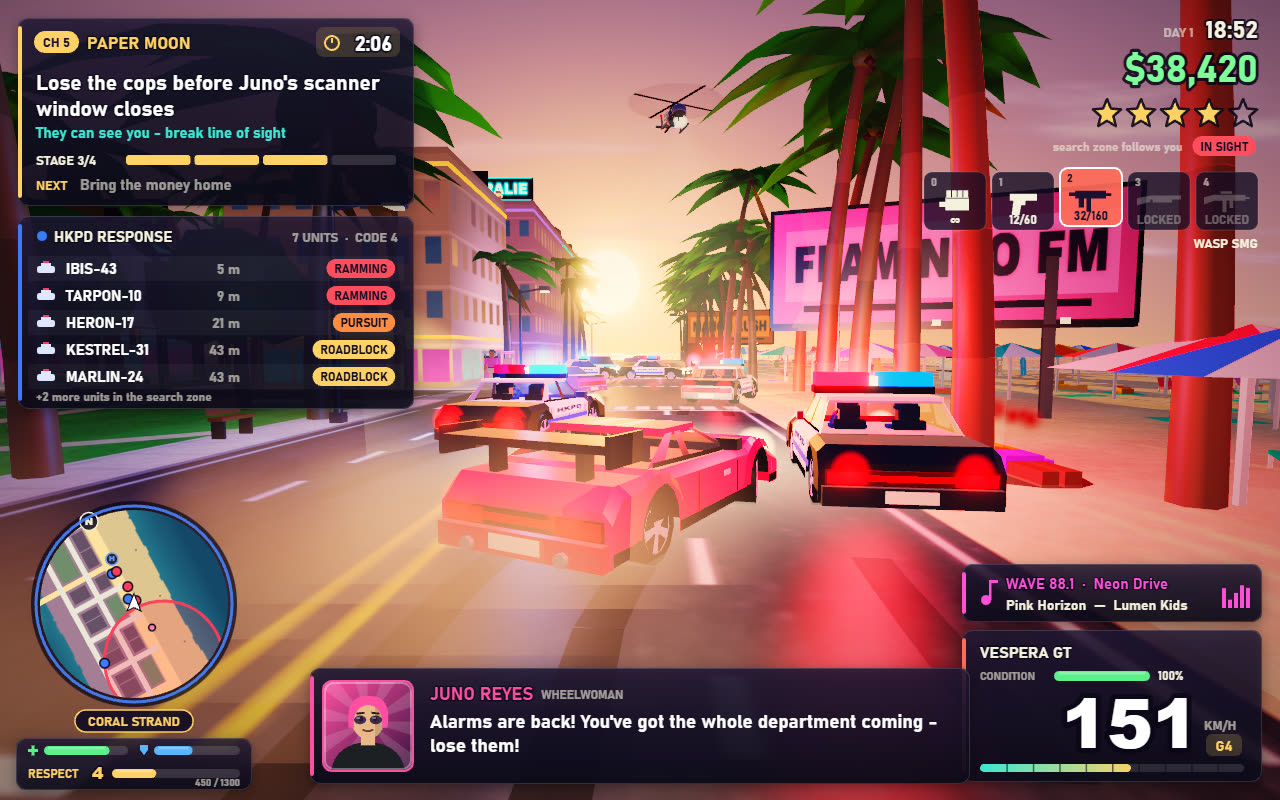 CH 5 PAPER MOON 2:06
Lose the cops before Juno's scanner
window closes
They can see you - break line of sight
STAGE 3/4
NEXT Bring the money home
HKPD RESPONSE 7 UNITS · CODE 4
IBIS-43 5 m RAMMING
TARPON-10 9 m RAMMING
HERON-17 21 m PURSUIT
KESTREL-31 43 m ROADBLOCK
MARLIN-24 43 m ROADBLOCK
+2 more units in the search zone
DAY 1 18:52
$38,420
search zone follows you IN SIGHT
0 ∞
1 12/60
2 32/160
3 LOCKED
4 LOCKED
WASP SMG
FM
HKPD
N
H
CORAL STRAND
RESPECT 4
450 / 1300
JUNO REYES WHEELWOMAN
Alarms are back! You've got the whole department coming –
lose them!
WAVE 88.1 · Neon Drive
Pink Horizon — Lumen Kids
VESPERA GT
CONDITION 100%
151 KM/H
G4